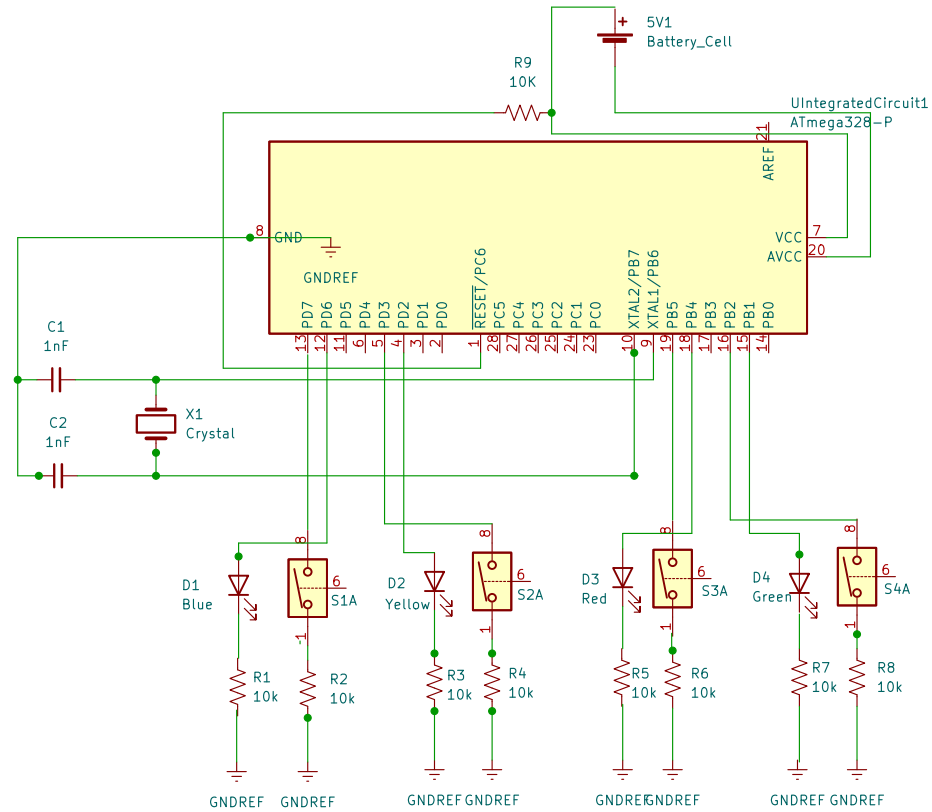 5V1
Battery_Cell
R9
10K
UIntegratedCircuit1
ATmega328-P
21
AREF
8
GND
GNDREF
VCC
7
AVCC
20
PD7
PD6
PD5
PD4
PD3
PD2
PD1
PD0
RESET/PC6
PC5
PC4
PC3
PC2
PC1
PC0
XTAL2/PB7
XTAL1/PB6
PB5
PB4
PB3
PB2
PB1
PB0
13
12
11
6
5
4
3
2
1
28
27
26
25
24
23
10
9
19
18
17
16
15
14
C1
1nF
X1
Crystal
C2
1nF
8
8
8
8
D1
Blue
6
S1A
D2
Yellow
6
S2A
D3
Red
6
S3A
D4
Green
6
S4A
1
1
1
1
R1
10k
R2
10k
R3
10k
R4
10k
R5
10k
R6
10k
R7
10k
R8
10k
GNDREF
GNDREF
GNDREF
GNDREF
GNDREF
GNDREF
GNDREF
GNDREF